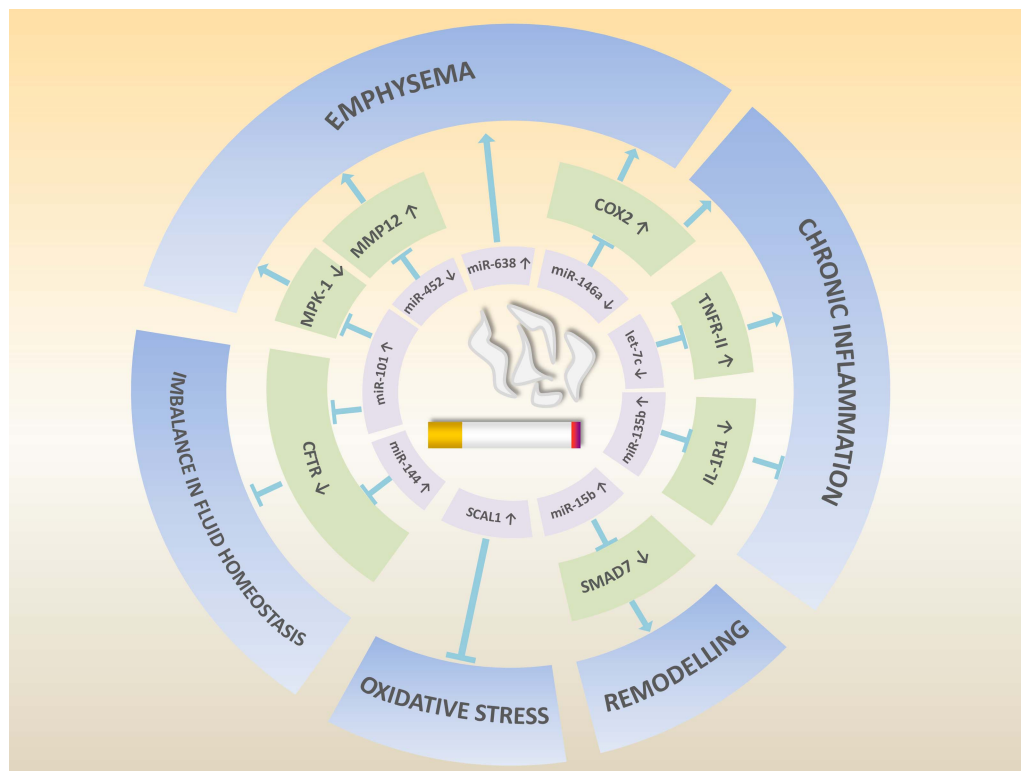 EMPHYSEMA
CHRONIC INFLAMMATION
REMODELLING
OXIDATIVE STRESS
IMBALANCE IN FLUID HOMEOSTASIS
MPK-1 ↓
MMP12 ↑
COX2 ↑
TNFR-II ↑
IL-1R1 ↓
SMAD7 ↓
CFTR ↓
miR-101 ↑
miR-452 ↓
miR-638 ↑
miR-146a ↓
let-7c ↓
miR-135b ↑
miR-15b ↑
SCAL1 ↑
miR-144 ↑